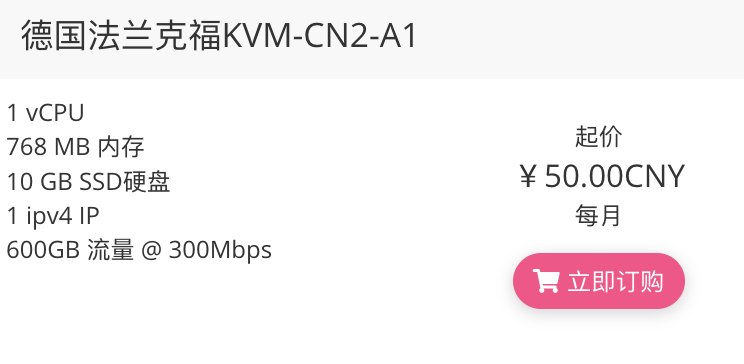 德国法兰克福KVM-CN2-A1
1 vCPU
768 MB 内存
10 GB SSD硬盘
1 ipv4 IP
600GB 流量 @ 300Mbps
起价
¥ 50.00CNY
每月
立即订购